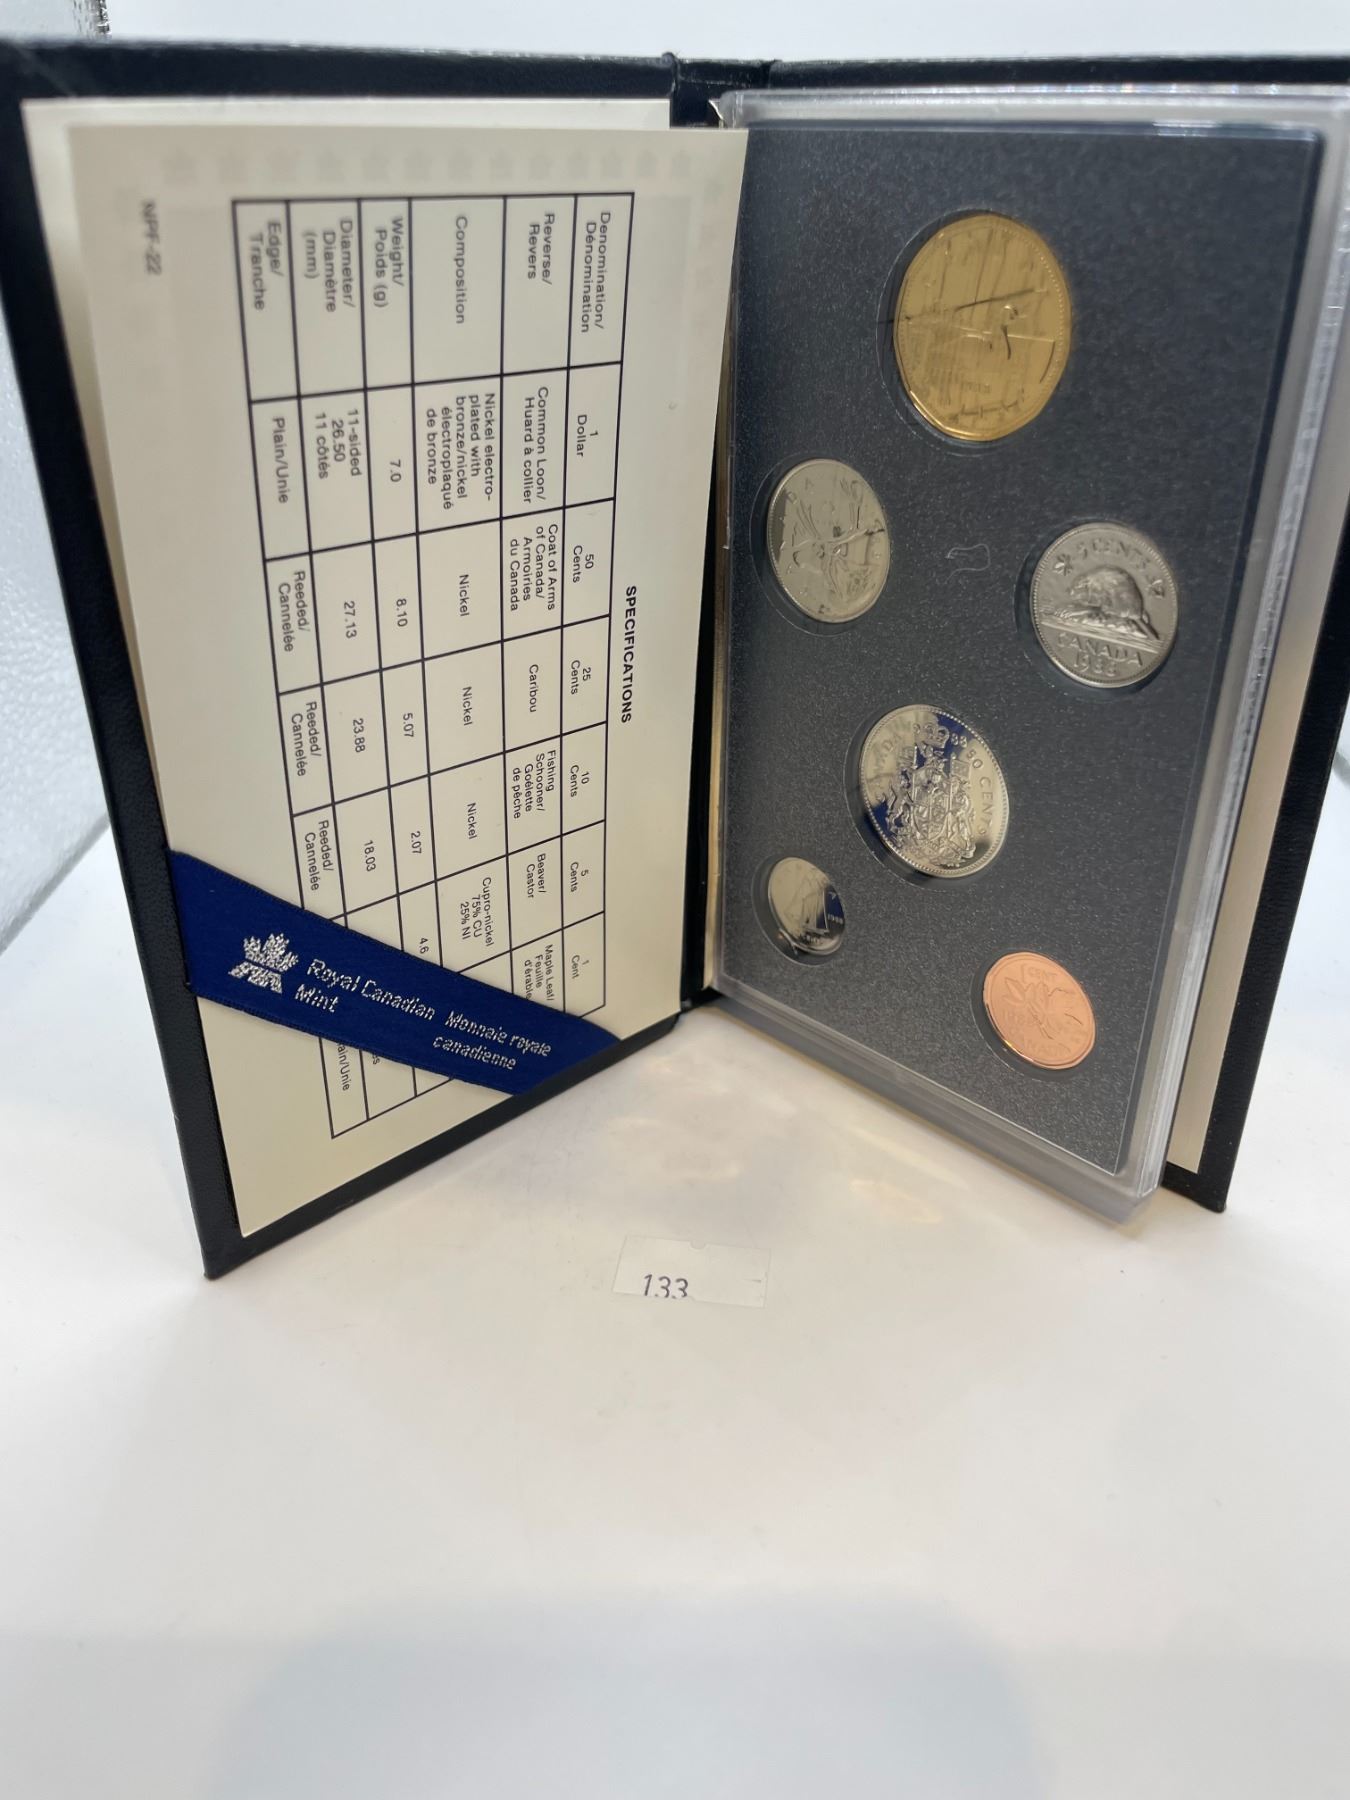 SPECIFICATIONS
Denomination/
Dénomination
1
Dollar
50
Cents
25
Cents
10
Cents
5
Cents
1
Cent
Reverse/
Revers
Common Loon/
Huard à collier
Coat of Arms
of Canada/
Armoiries
du Canada
Caribou
Fishing
Schooner/
Goélette
de pêche
Beaver/
Castor
Maple Leaf/
Feuille
d'érable
Composition
Nickel electro-
plated with
bronze/nickel
électroplaqué
de bronze
Nickel
Nickel
Nickel
Cupro-nickel
75% CU
25% NI
Weight/
Poids (g)
7.0
8.10
5.07
2.07
4.6
Diameter/
Diamètre
(mm)
11-sided
26.50
11 côtés
27.13
23.88
18.03
Edge/
Tranche
Plain/Unie
Reeded/
Cannelée
Reeded/
Cannelée
Reeded/
Cannelée
ain/Unie
NPF-22
Royal Canadian
Mint
Monnaie royale
canadienne
5 CENTS
CANADA
1988
50 CENTS
1988
CENT
133